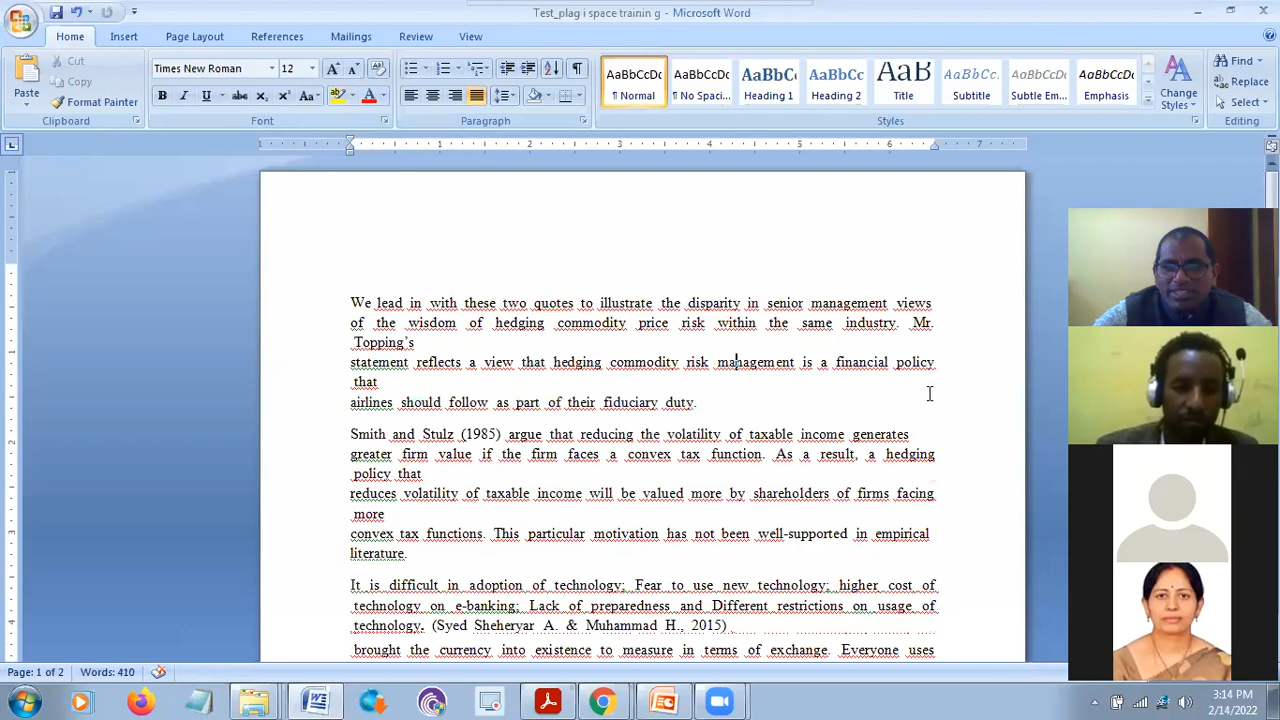 Test_plag i space trainin g - Microsoft Word
Home Insert Page Layout References Mailings Review View
Paste
Cut
Copy
Format Painter
Clipboard
Times New Roman 12
Font
Paragraph
AaBbCcDc AaBbCcDc AaBbC AaBbCc AaB AaBbCcL AaBbCcDc AaBbCcDc
¶ Normal ¶ No Spaci... Heading 1 Heading 2 Title Subtitle Subtle Em... Emphasis
Change Styles
Styles
Find
Replace
Select
Editing
We lead in with these two quotes to illustrate the disparity in senior management views
of the wisdom of hedging commodity price risk within the same industry. Mr.
Topping's
statement reflects a view that hedging commodity risk management is a financial policy
that
airlines should follow as part of their fiduciary duty.
Smith and Stulz (1985) argue that reducing the volatility of taxable income generates
greater firm value if the firm faces a convex tax function. As a result, a hedging
policy that
reduces volatility of taxable income will be valued more by shareholders of firms facing
more
convex tax functions. This particular motivation has not been well-supported in empirical
literature.
It is difficult in adoption of technology; Fear to use new technology; higher cost of
technology on e-banking; Lack of preparedness and Different restrictions on usage of
technology. (Syed Sheheryar A. & Muhammad H., 2015)
brought the currency into existence to measure in terms of exchange. Everyone uses
Page: 1 of 2 Words: 410
3:14 PM
2/14/2022